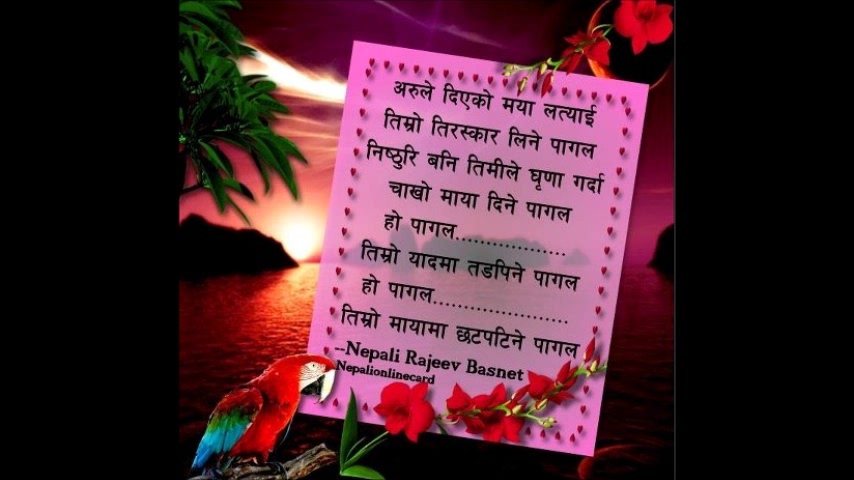 अरुले दिएको मया लत्याई
तिम्रो तिरस्कार लिने पागल
निष्ठुरि बनि तिमीले घृणा गर्दा
चाखो माया दिने पागल
हो पागल...................
तिम्रो यादमा तडपिने पागल
हो पागल.......................
तिम्रो मायामा छटपटिने पागल
--Nepali Rajeev Basnet
Nepalionlinecard